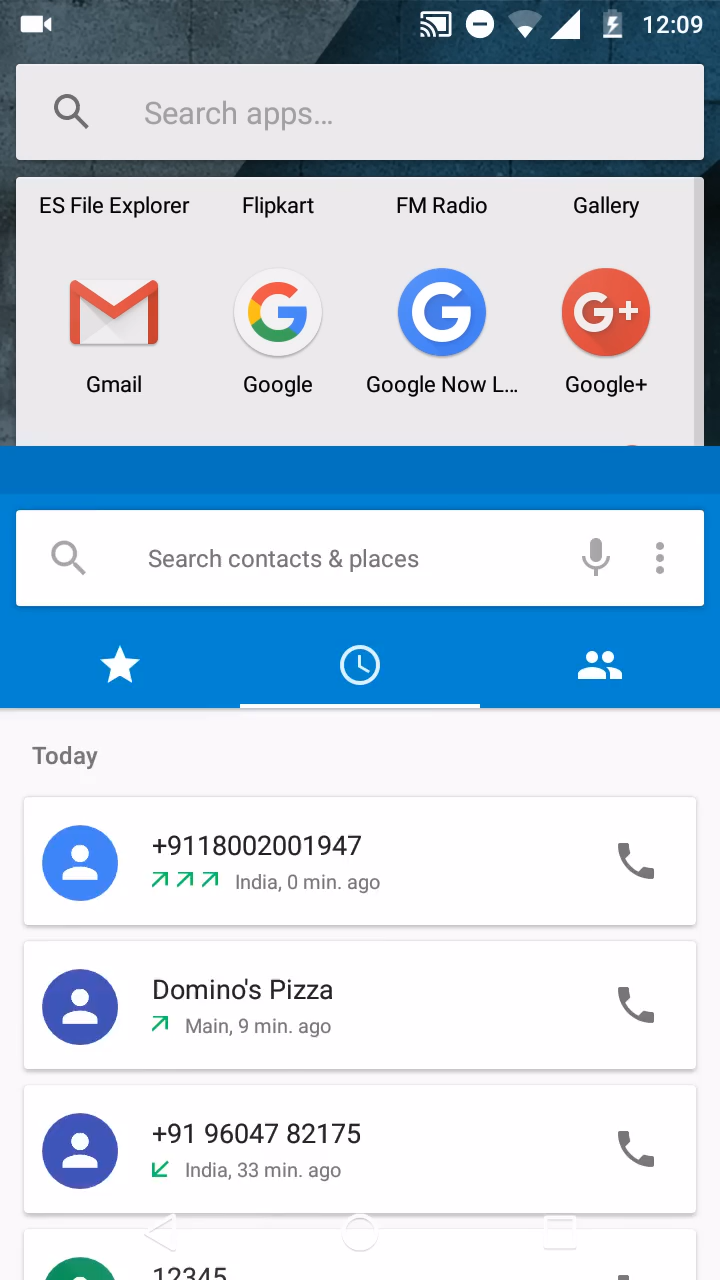 12:09
Search apps…
ES File Explorer Flipkart FM Radio Gallery
Gmail Google Google Now L… Google+
Search contacts & places
Today
+9118002001947
India, 0 min. ago
Domino's Pizza
Main, 9 min. ago
+91 96047 82175
India, 33 min. ago
12345